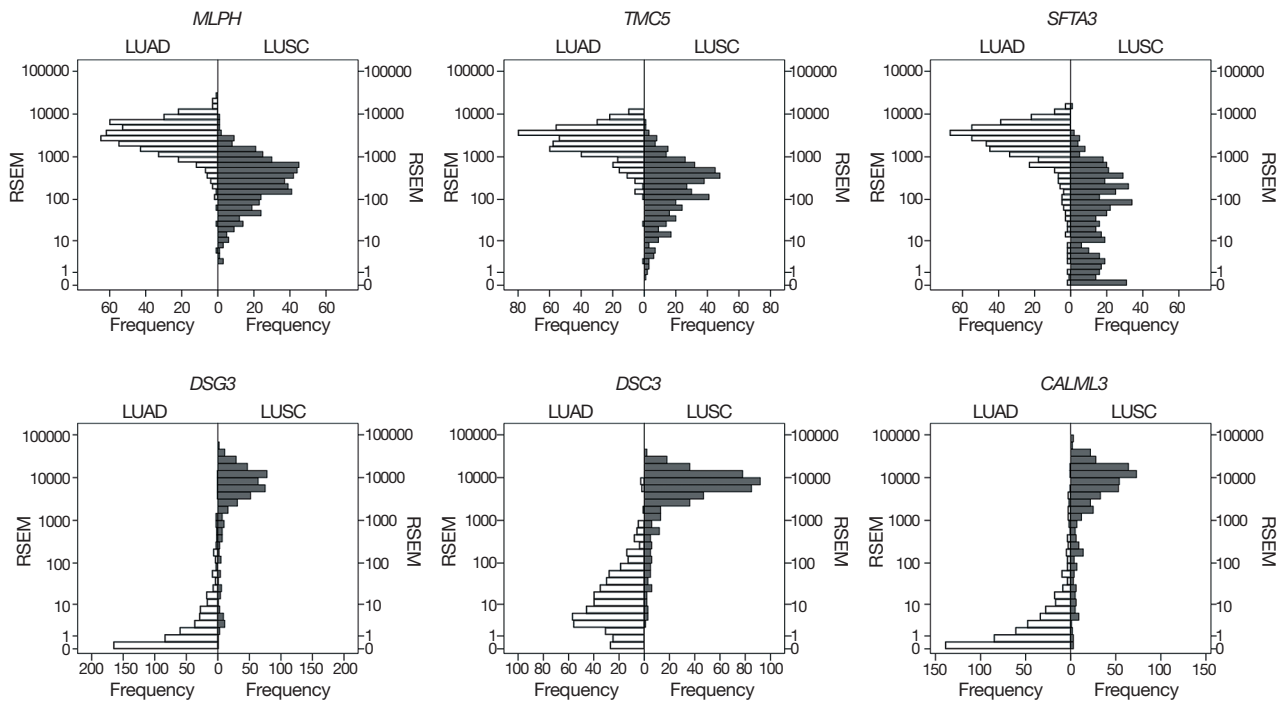 MLPH
LUAD LUSC
100000 100000
10000 10000
1000 1000
100 100
10 10
1 1
0 0
RSEM RSEM
60 40 20 0 20 40 60
Frequency Frequency
TMC5
LUAD LUSC
100000 100000
10000 10000
1000 1000
100 100
10 10
1 1
0 0
RSEM RSEM
80 60 40 20 0 20 40 60 80
Frequency Frequency
SFTA3
LUAD LUSC
100000 100000
10000 10000
1000 1000
100 100
10 10
1 1
0 0
RSEM RSEM
60 40 20 0 20 40 60
Frequency Frequency
DSG3
LUAD LUSC
100000 100000
10000 10000
1000 1000
100 100
10 10
1 1
0 0
RSEM RSEM
200 150 100 50 0 50 100 150 200
Frequency Frequency
DSC3
LUAD LUSC
100000 100000
10000 10000
1000 1000
100 100
10 10
1 1
0 0
RSEM RSEM
100 80 60 40 20 0 20 40 60 80 100
Frequency Frequency
CALML3
LUAD LUSC
100000 100000
10000 10000
1000 1000
100 100
10 10
1 1
0 0
RSEM RSEM
150 100 50 0 50 100 150
Frequency Frequency